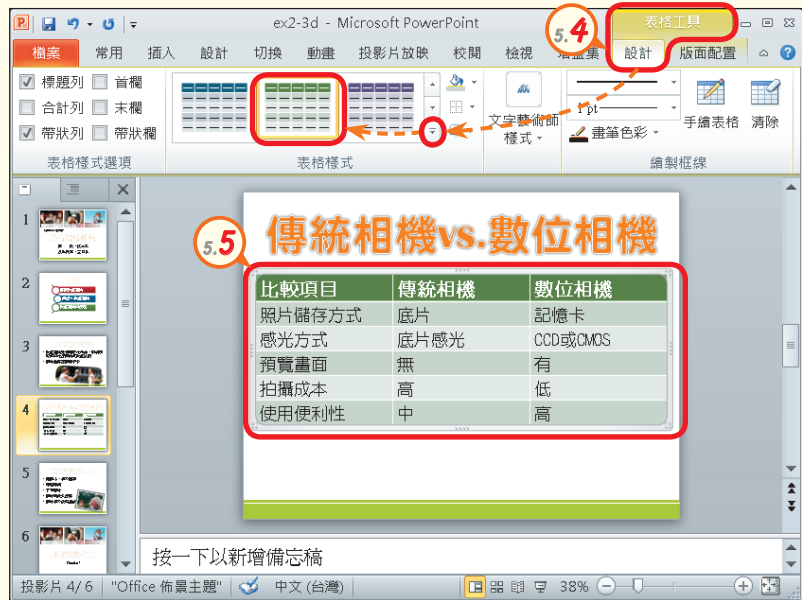 ex2-3d - Microsoft PowerPoint
表格工具
5.4
檔案 常用 插入 設計 切換 動畫 投影片放映 校閱 檢視 增益集 設計 版面配置
標題列 首欄
合計列 末欄
帶狀列 帶狀欄
表格樣式選項
表格樣式
文字藝術師
樣式
1 pt
畫筆色彩
手繪表格 清除
繪製框線
1
2
3
4
5
6
5.5
傳統相機vs.數位相機
比較項目 傳統相機 數位相機
照片儲存方式 底片 記憶卡
感光方式 底片感光 CCD或CMOS
預覽畫面 無 有
拍攝成本 高 低
使用便利性 中 高
按一下以新增備忘稿
投影片 4/ 6 "Office 佈景主題" 中文 (台灣) 38%